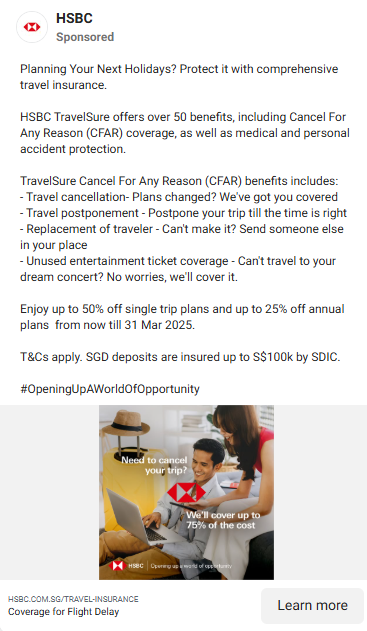 HSBC
Sponsored
Planning Your Next Holidays? Protect it with comprehensive
travel insurance.
HSBC TravelSure offers over 50 benefits, including Cancel For
Any Reason (CFAR) coverage, as well as medical and personal
accident protection.
TravelSure Cancel For Any Reason (CFAR) benefits includes:
- Travel cancellation- Plans changed? We've got you covered
- Travel postponement - Postpone your trip till the time is right
- Replacement of traveler - Can't make it? Send someone else
in your place
- Unused entertainment ticket coverage - Can't travel to your
dream concert? No worries, we'll cover it.
Enjoy up to 50% off single trip plans and up to 25% off annual
plans  from now till 31 Mar 2025.
T&Cs apply. SGD deposits are insured up to S$100k by SDIC.
#OpeningUpAWorldOfOpportunity
Need to cancel
your trip?
We'll cover up to
75% of the cost
HSBC | Opening up a world of opportunity
HSBC.COM.SG/TRAVEL-INSURANCE
Coverage for Flight Delay
Learn more